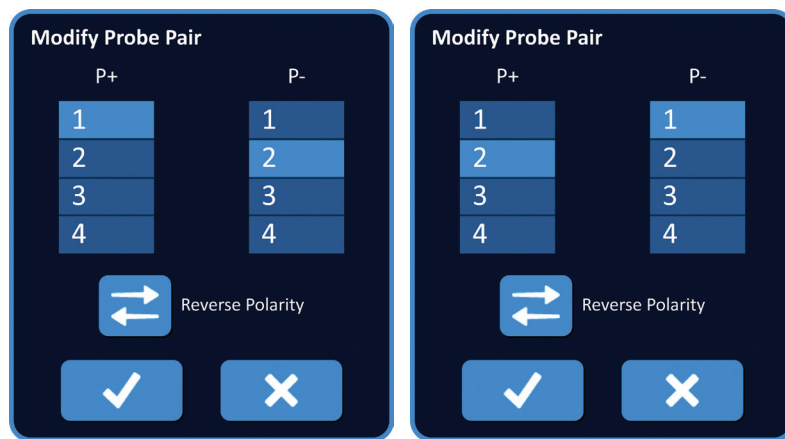 Modify Probe Pair
P+ P-
1 1
2 2
3 3
4 4
Reverse Polarity
Modify Probe Pair
P+ P-
1 1
2 2
3 3
4 4
Reverse Polarity